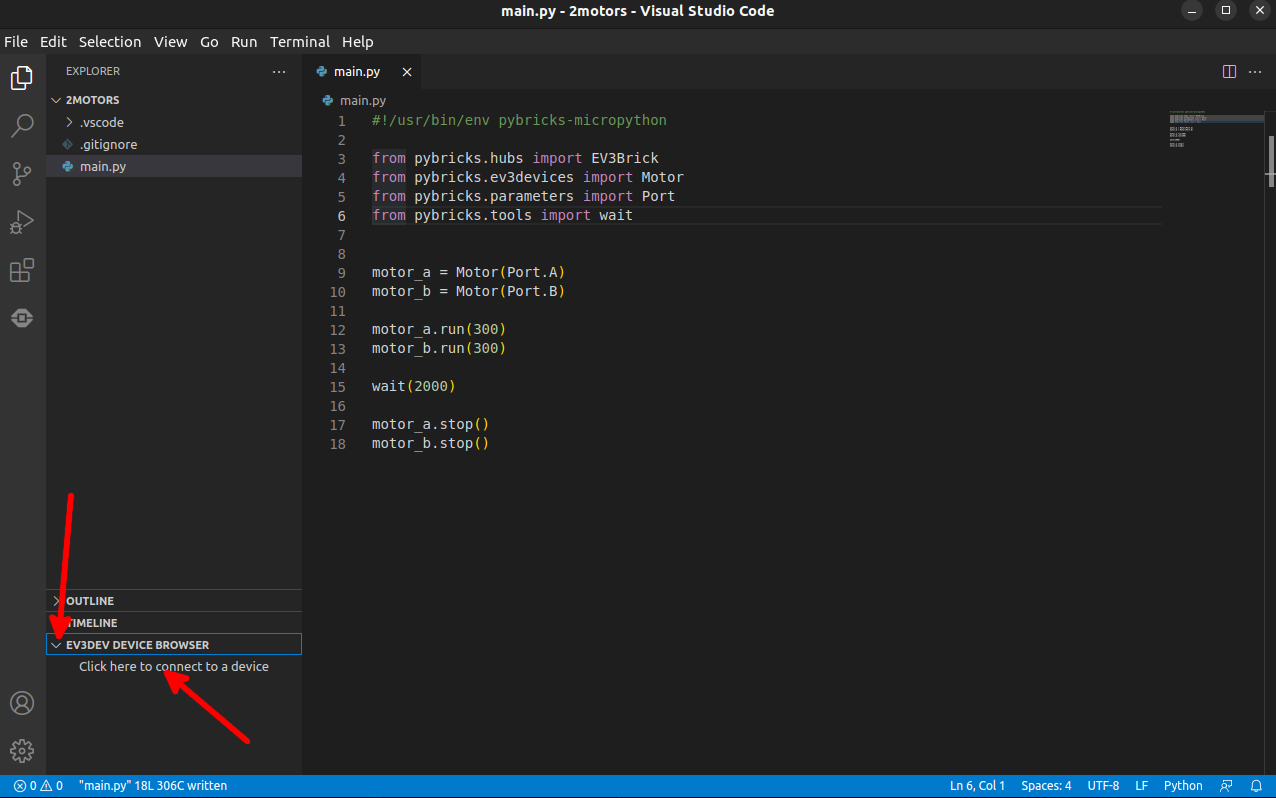 main.py - 2motors - Visual Studio Code
File Edit Selection View Go Run Terminal Help
EXPLORER
2MOTORS
.vscode
.gitignore
main.py
OUTLINE
TIMELINE
EV3DEV DEVICE BROWSER
Click here to connect to a device
main.py
main.py
1 #!/usr/bin/env pybricks-micropython
2
3 from pybricks.hubs import EV3Brick
4 from pybricks.ev3devices import Motor
5 from pybricks.parameters import Port
6 from pybricks.tools import wait
7
8
9 motor_a = Motor(Port.A)
10 motor_b = Motor(Port.B)
11
12 motor_a.run(300)
13 motor_b.run(300)
14
15 wait(2000)
16
17 motor_a.stop()
18 motor_b.stop()
0 0 "main.py" 18L 306C written Ln 6, Col 1 Spaces: 4 UTF-8 LF Python